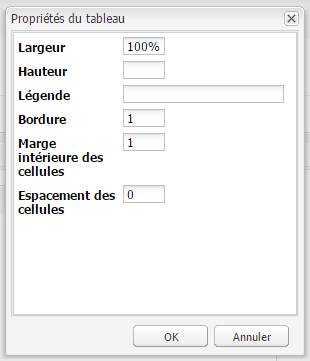 Propriétés du tableau
Largeur 100%
Hauteur
Légende
Bordure 1
Marge 1
intérieure des
cellules
Espacement des 0
cellules
OK Annuler